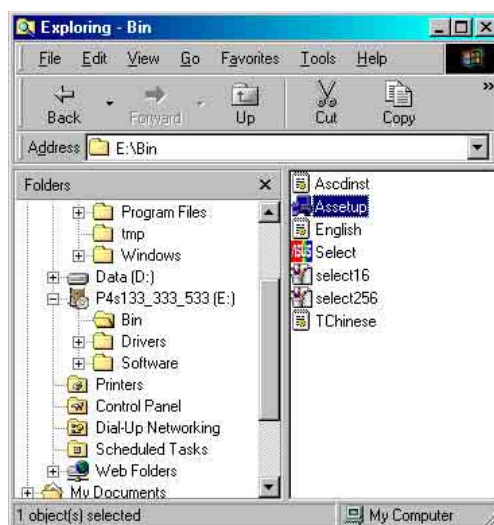 Exploring - Bin
File Edit View Go Favorites Tools Help
Back Forward Up Cut Copy »
Address E:\Bin
Folders
Program Files
tmp
Windows
Data (D:)
P4s133_333_533 (E:)
Bin
Drivers
Software
Printers
Control Panel
Dial-Up Networking
Scheduled Tasks
Web Folders
My Documents
Ascdinst
Assetup
English
Select
select16
select256
TChinese
1 object(s) selected My Computer